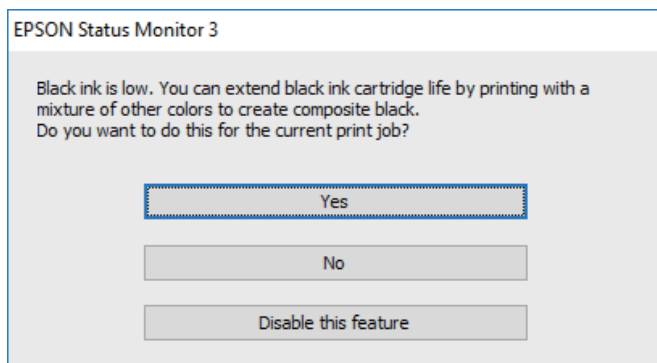 EPSON Status Monitor 3
Black ink is low. You can extend black ink cartridge life by printing with a
mixture of other colors to create composite black.
Do you want to do this for the current print job?
Yes
No
Disable this feature